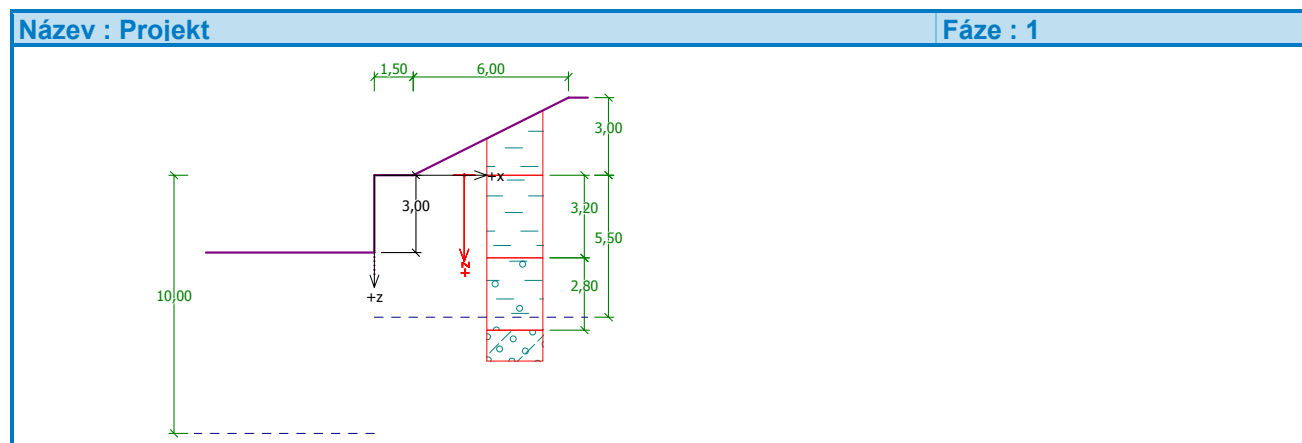 Název : Projekt Fáze : 1
1,50 6,00
3,00
+x
3,00
3,20
5,50
+z
2,80
10,00
+z